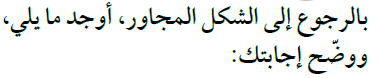 بالرجوع إلى الشكل المجاور، أوجد ما يلي،
ووضّح إجابتك: